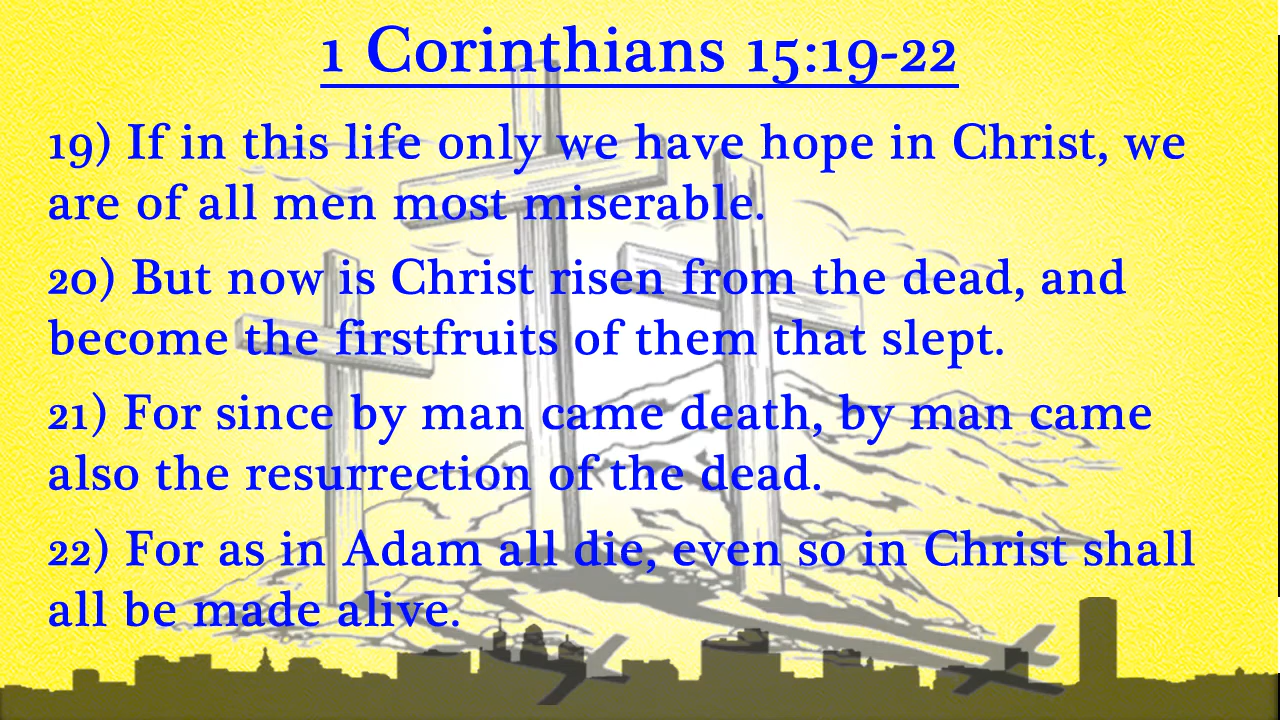 1 Corinthians 15:19-22
19) If in this life only we have hope in Christ, we
are of all men most miserable.
20) But now is Christ risen from the dead, and
become the firstfruits of them that slept.
21) For since by man came death, by man came
also the resurrection of the dead.
22) For as in Adam all die, even so in Christ shall
all be made alive.